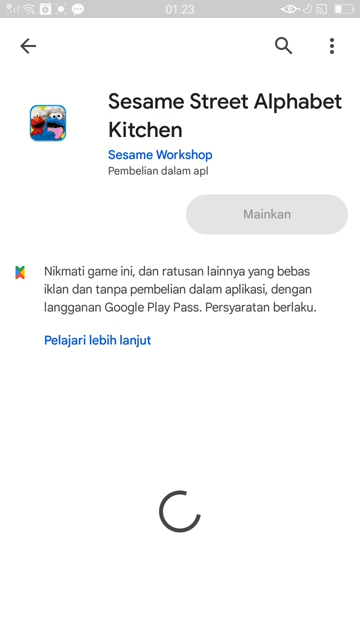 01.23
Sesame Street Alphabet
Kitchen
Sesame Workshop
Pembelian dalam apl
Mainkan
Nikmati game ini, dan ratusan lainnya yang bebas
iklan dan tanpa pembelian dalam aplikasi, dengan
langganan Google Play Pass. Persyaratan berlaku.
Pelajari lebih lanjut